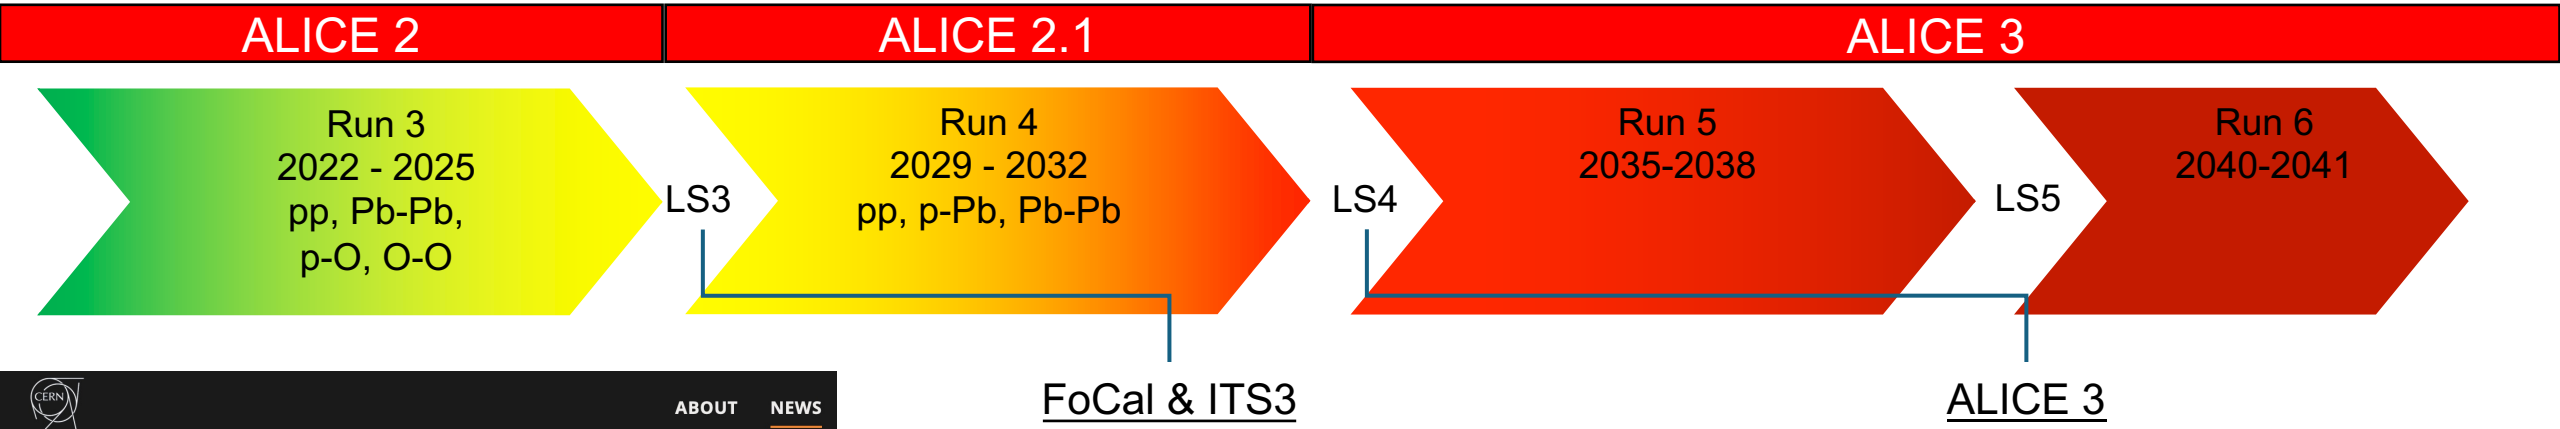 ALICE 2
ALICE 2.1
ALICE 3
Run 3
2022 - 2025
pp, Pb-Pb,
p-O, O-O
LS3
Run 4
2029 - 2032
pp, p-Pb, Pb-Pb
LS4
Run 5
2035-2038
LS5
Run 6
2040-2041
FoCal & ITS3
ALICE 3
CERN
ABOUT NEWS